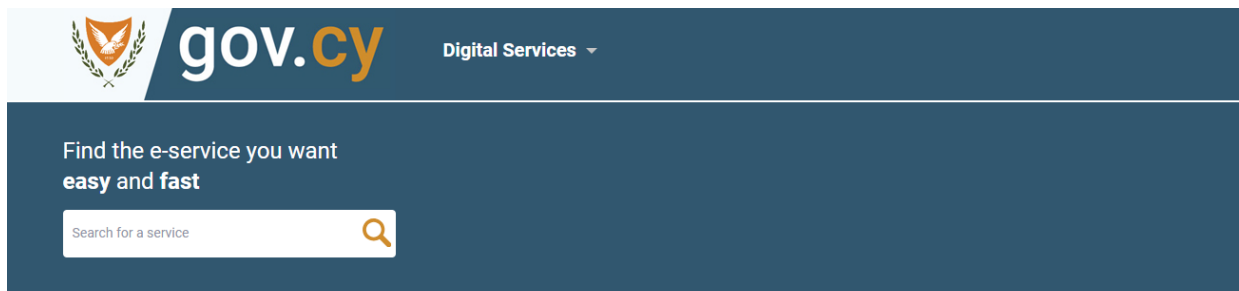 gov.cy
Digital Services
Find the e-service you want
easy and fast
Search for a service